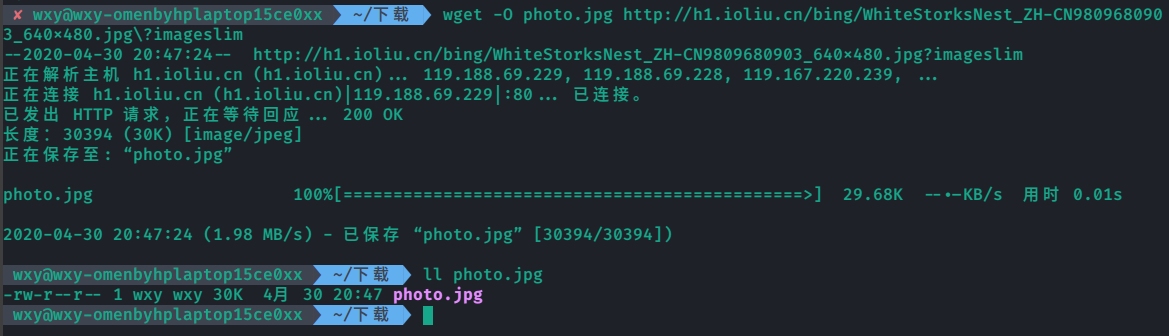 ✘ wxy@wxy-omenbyhplaptop15ce0xx ~/下载 wget -O photo.jpg http://h1.ioliu.cn/bing/WhiteStorksNest_ZH-CN980968090
3_640×480.jpg\?imageslim
--2020-04-30 20:47:24--  http://h1.ioliu.cn/bing/WhiteStorksNest_ZH-CN9809680903_640×480.jpg?imageslim
正在解析主机 h1.ioliu.cn (h1.ioliu.cn)... 119.188.69.229, 119.188.69.228, 119.167.220.239, ...
正在连接 h1.ioliu.cn (h1.ioliu.cn)|119.188.69.229|:80... 已连接。
已发出 HTTP 请求，正在等待回应... 200 OK
长度：30394 (30K) [image/jpeg]
正在保存至: “photo.jpg”
photo.jpg 100%[==============================================>] 29.68K --.-KB/s 用时 0.01s
2020-04-30 20:47:24 (1.98 MB/s) - 已保存 “photo.jpg” [30394/30394])
wxy@wxy-omenbyhplaptop15ce0xx ~/下载 ll photo.jpg
-rw-r--r-- 1 wxy wxy 30K 4月 30 20:47 photo.jpg
wxy@wxy-omenbyhplaptop15ce0xx ~/下载